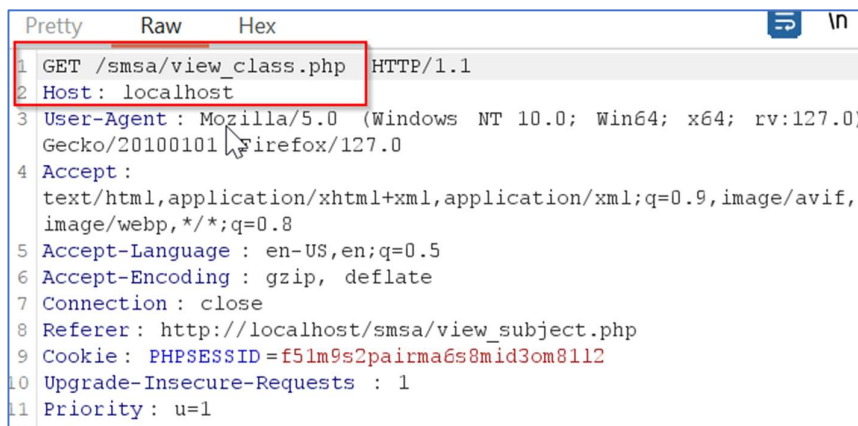 Pretty Raw Hex \n
1 GET /smsa/view_class.php HTTP/1.1
2 Host: localhost
3 User-Agent: Mozilla/5.0 (Windows NT 10.0; Win64; x64; rv:127.0)
Gecko/20100101 Firefox/127.0
4 Accept:
text/html,application/xhtml+xml,application/xml;q=0.9,image/avif,
image/webp,*/*;q=0.8
5 Accept-Language : en-US,en;q=0.5
6 Accept-Encoding : gzip, deflate
7 Connection : close
8 Referer: http://localhost/smsa/view_subject.php
9 Cookie: PHPSESSID=f51m9s2pairma6s8mid3om81l2
10 Upgrade-Insecure-Requests : 1
11 Priority: u=1